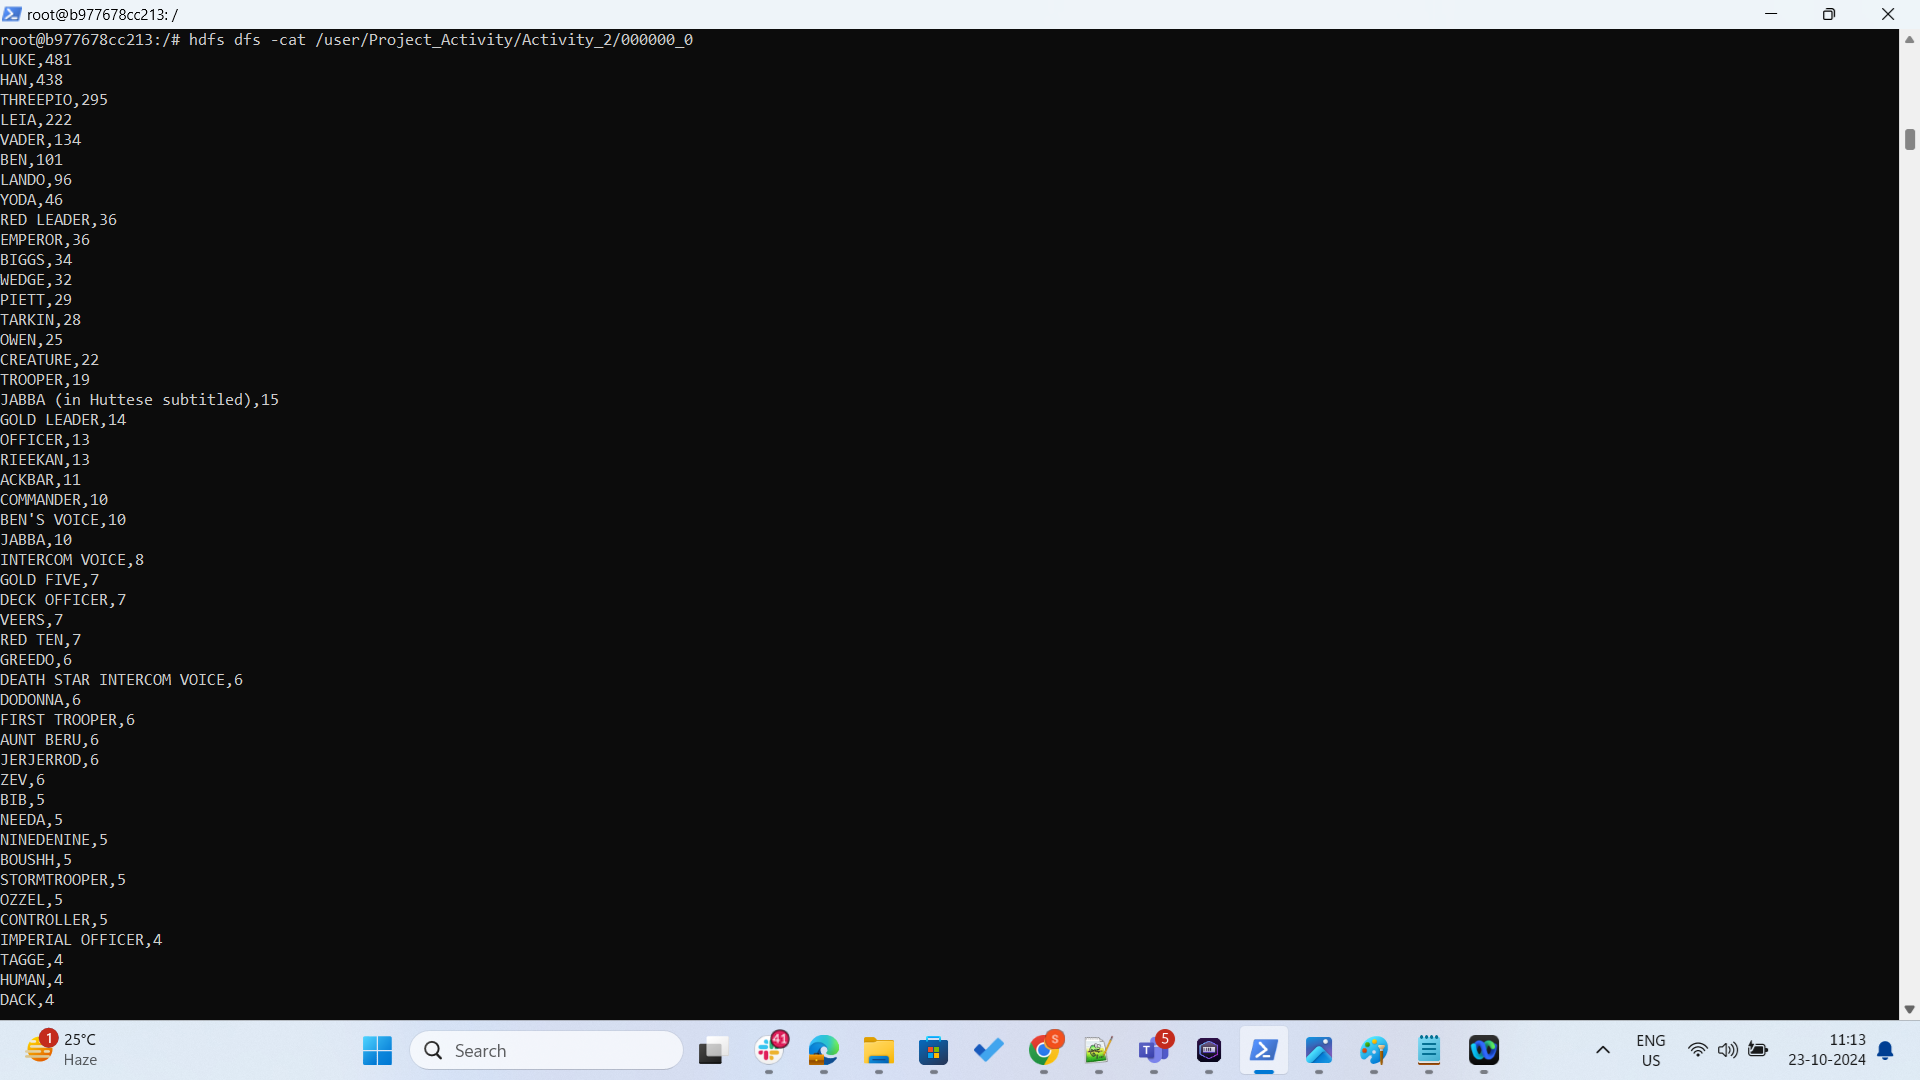 root@b977678cc213: /
root@b977678cc213:/# hdfs dfs -cat /user/Project_Activity/Activity_2/000000_0
LUKE,481
HAN,438
THREEPIO,295
LEIA,222
VADER,134
BEN,101
LANDO,96
YODA,46
RED LEADER,36
EMPEROR,36
BIGGS,34
WEDGE,32
PIETT,29
TARKIN,28
OWEN,25
CREATURE,22
TROOPER,19
JABBA (in Huttese subtitled),15
GOLD LEADER,14
OFFICER,13
RIEEKAN,13
ACKBAR,11
COMMANDER,10
BEN'S VOICE,10
JABBA,10
INTERCOM VOICE,8
GOLD FIVE,7
DECK OFFICER,7
VEERS,7
RED TEN,7
GREEDO,6
DEATH STAR INTERCOM VOICE,6
DODONNA,6
FIRST TROOPER,6
AUNT BERU,6
JERJERROD,6
ZEV,6
BIB,5
NEEDA,5
NINEDENINE,5
BOUSHH,5
STORMTROOPER,5
OZZEL,5
CONTROLLER,5
IMPERIAL OFFICER,4
TAGGE,4
HUMAN,4
DACK,4
1 25°C
Haze
Search
41
S
5
ENG
US
11:13
23-10-2024